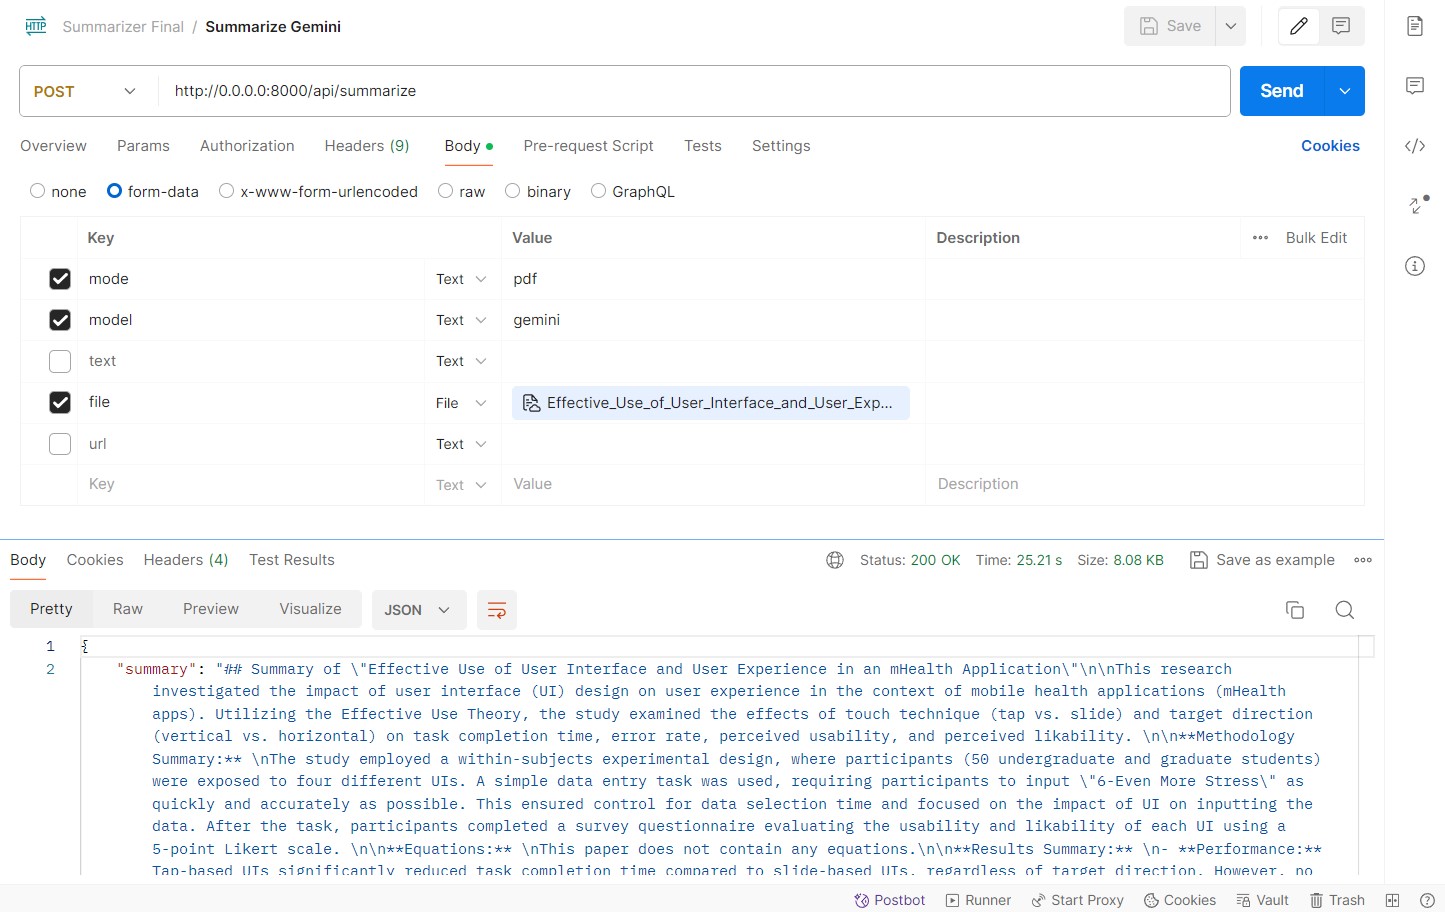 HTTP Summarizer Final / Summarize Gemini Save
POST http://0.0.0.0:8000/api/summarize Send
Overview Params Authorization Headers (9) Body Pre-request Script Tests Settings Cookies
none form-data x-www-form-urlencoded raw binary GraphQL
Key Value Description Bulk Edit
mode Text pdf
model Text gemini
text Text
file File Effective_Use_of_User_Interface_and_User_Exp...
url Text
Key Text Value Description
Body Cookies Headers (4) Test Results Status: 200 OK Time: 25.21 s Size: 8.08 KB Save as example
Pretty Raw Preview Visualize JSON
1 {
2 "summary": "## Summary of \"Effective Use of User Interface and User Experience in an mHealth Application\"\n\nThis research
investigated the impact of user interface (UI) design on user experience in the context of mobile health applications (mHealth
apps). Utilizing the Effective Use Theory, the study examined the effects of touch technique (tap vs. slide) and target direction
(vertical vs. horizontal) on task completion time, error rate, perceived usability, and perceived likability. \n\n**Methodology
Summary:** \nThe study employed a within-subjects experimental design, where participants (50 undergraduate and graduate students)
were exposed to four different UIs. A simple data entry task was used, requiring participants to input \"6-Even More Stress\" as
quickly and accurately as possible. This ensured control for data selection time and focused on the impact of UI on inputting the
data. After the task, participants completed a survey questionnaire evaluating the usability and likability of each UI using a
5-point Likert scale. \n\n**Equations:** \nThis paper does not contain any equations.\n\n**Results Summary:** \n- **Performance:**
Tap-based UIs significantly reduced task completion time compared to slide-based UIs, regardless of target direction. However, no
Postbot Runner Start Proxy Cookies Vault Trash